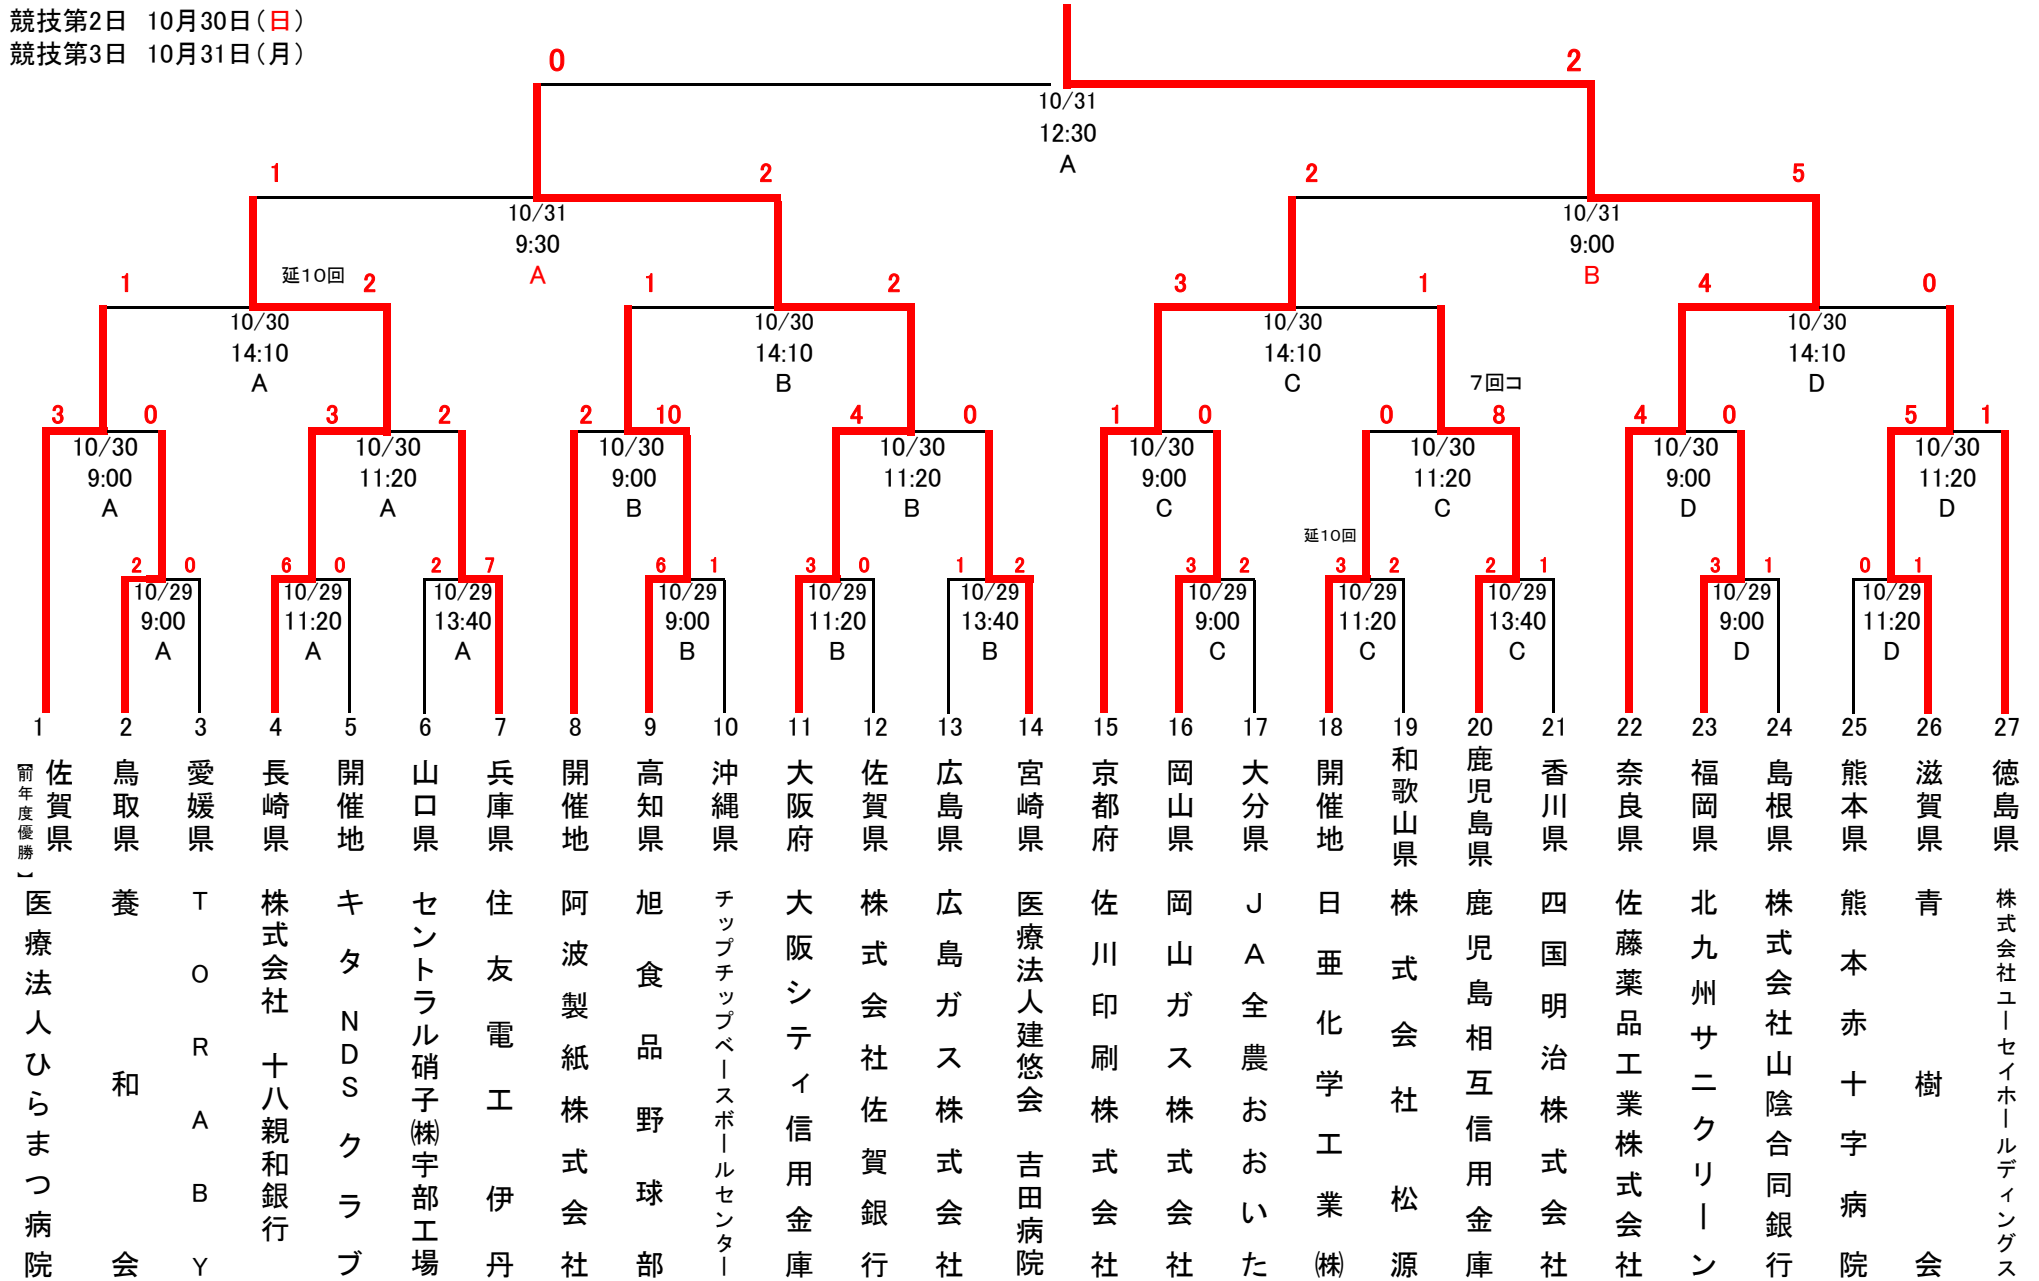 競技第2日 10月30日(日)
競技第3日 10月31日(月)
0 2
10/31
12:30
A
1 2 2 5
10/31 10/31
9:30 9:00
A B
1 延10回 2 1 2 3 1 4 0
10/30 10/30 10/30 10/30
14:10 14:10 14:10 14:10
A B C D
7回コ
3 0 3 2 2 10 4 0 1 0 0 8 4 0 5 1
10/30 10/30 10/30 10/30 10/30 10/30 10/30 10/30
9:00 11:20 9:00 11:20 9:00 11:20 9:00 11:20
A A B B C C D D
延10回
2 0 6 0 2 7 6 1 3 0 1 2 3 2 3 2 2 1 3 1 0 1
10/29 10/29 10/29 10/29 10/29 10/29 10/29 10/29 10/29 10/29 10/29
9:00 11:20 13:40 9:00 11:20 13:40 9:00 11:20 13:40 9:00 11:20
A A A B B B C C C D D
1 2 3 4 5 6 7 8 9 10 11 12 13 14 15 16 17 18 19 20 21 22 23 24 25 26 27
【前年度優勝】
佐賀県
鳥取県
愛媛県
長崎県
開催地
山口県
兵庫県
開催地
高知県
沖縄県
大阪府
佐賀県
広島県
宮崎県
京都府
岡山県
大分県
開催地
和歌山県
鹿児島県
香川県
奈良県
福岡県
島根県
熊本県
滋賀県
徳島県
医療法人ひらまつ病院
養和会
TORABY
株式会社 十八親和銀行
キタNDSクラブ
セントラル硝子㈱宇部工場
住友電工伊丹
阿波製紙株式会社
旭食品野球部
チップチップベースボールセンター
大阪シティ信用金庫
株式会社佐賀銀行
広島ガス株式会社
医療法人建悠会 吉田病院
佐川印刷株式会社
岡山ガス株式会社
JA全農おおいた
日亜化学工業㈱
株式会社松源
鹿児島相互信用金庫
四国明治株式会社
佐藤薬品工業株式会社
北九州サニクリーン
株式会社山陰合同銀行
熊本赤十字病院
青樹会
株式会社ユーセイホールディングス